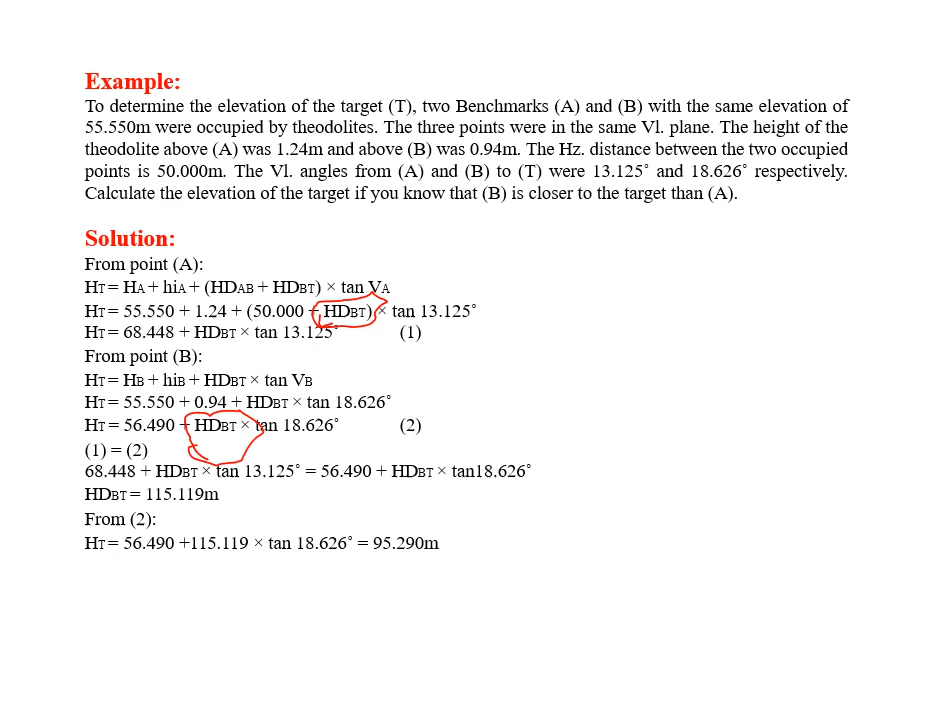 Example:
To determine the elevation of the target (T), two Benchmarks (A) and (B) with the same elevation of
55.550m were occupied by theodolites. The three points were in the same Vl. plane. The height of the
theodolite above (A) was 1.24m and above (B) was 0.94m. The Hz. distance between the two occupied
points is 50.000m. The Vl. angles from (A) and (B) to (T) were 13.125˚ and 18.626˚ respectively.
Calculate the elevation of the target if you know that (B) is closer to the target than (A).
Solution:
From point (A):
HT = HA + hiA + (HDAB + HDBT) × tan VA
HT = 55.550 + 1.24 + (50.000 + HDBT) × tan 13.125˚
HT = 68.448 + HDBT × tan 13.125˚ (1)
From point (B):
HT = HB + hiB + HDBT × tan VB
HT = 55.550 + 0.94 + HDBT × tan 18.626˚
HT = 56.490 + HDBT × tan 18.626˚ (2)
(1) = (2)
68.448 + HDBT × tan 13.125˚ = 56.490 + HDBT × tan18.626˚
HDBT = 115.119m
From (2):
HT = 56.490 +115.119 × tan 18.626˚ = 95.290m